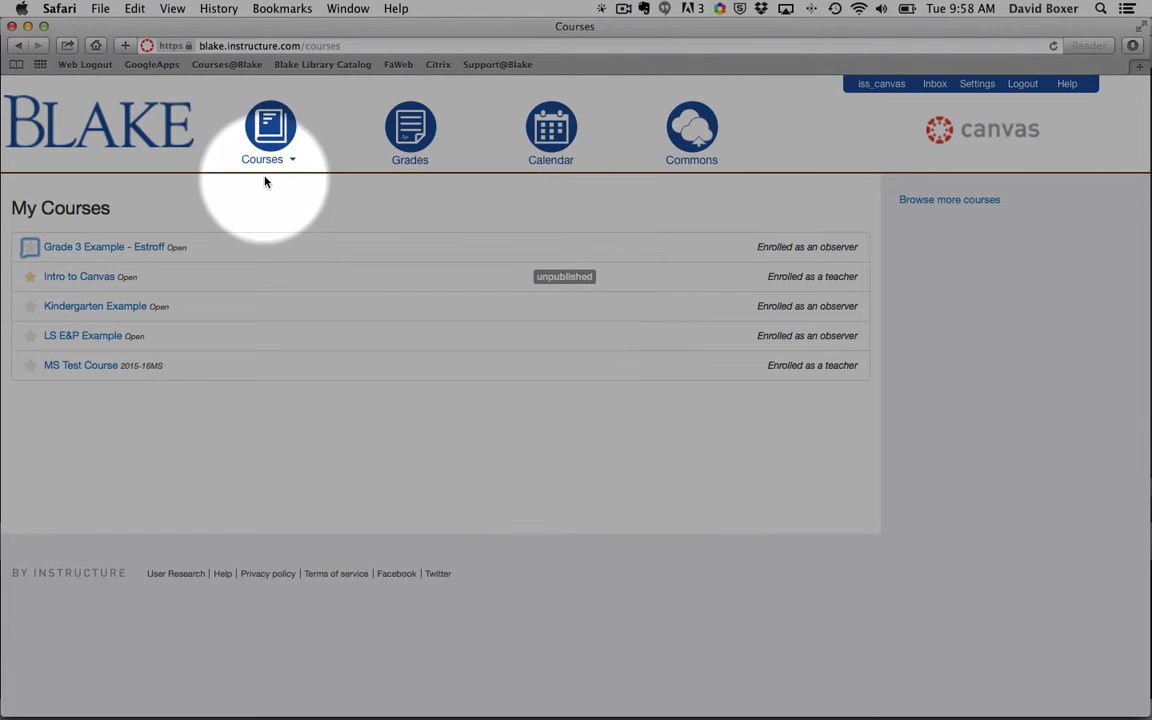 Safari File Edit View History Bookmarks Window Help 3 5 Tue 9:58 AM David Boxer
Courses
https blake.instructure.com/courses Reader
Web Logout GoogleApps Courses@Blake Blake Library Catalog FaWeb Citrix Support@Blake
iss_canvas Inbox Settings Logout Help
BLAKE
canvas
Courses Grades Calendar Commons
My Courses
Browse more courses
Grade 3 Example - Estroff Open Enrolled as an observer
Intro to Canvas Open unpublished Enrolled as a teacher
Kindergarten Example Open Enrolled as an observer
LS E&P Example Open Enrolled as an observer
MS Test Course 2015-16MS Enrolled as a teacher
BY INSTRUCTURE User Research | Help | Privacy policy | Terms of service | Facebook | Twitter